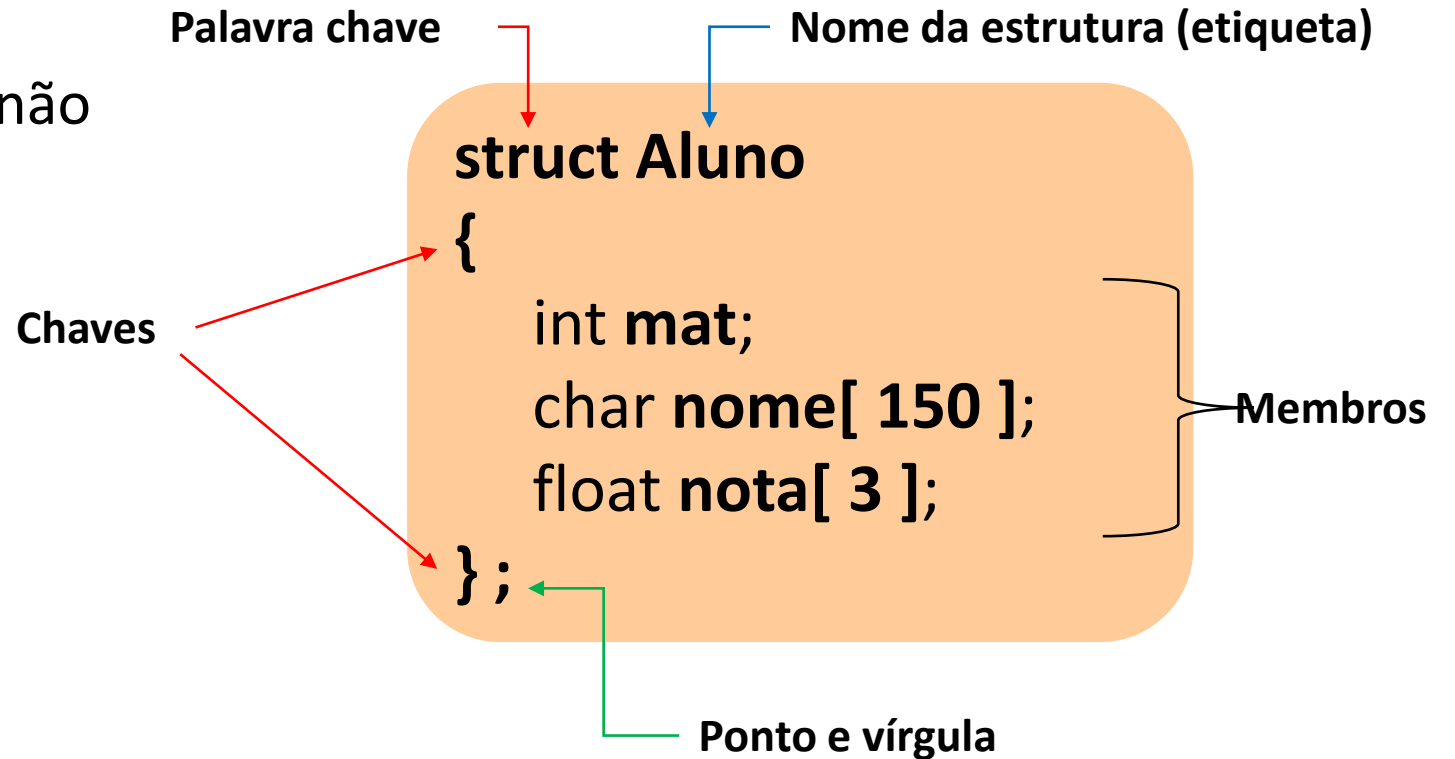 Palavra chave
Nome da estrutura (etiqueta)
não
struct Aluno
{
Chaves
int mat;
char nome[ 150 ];
Membros
float nota[ 3 ];
} ;
Ponto e vírgula